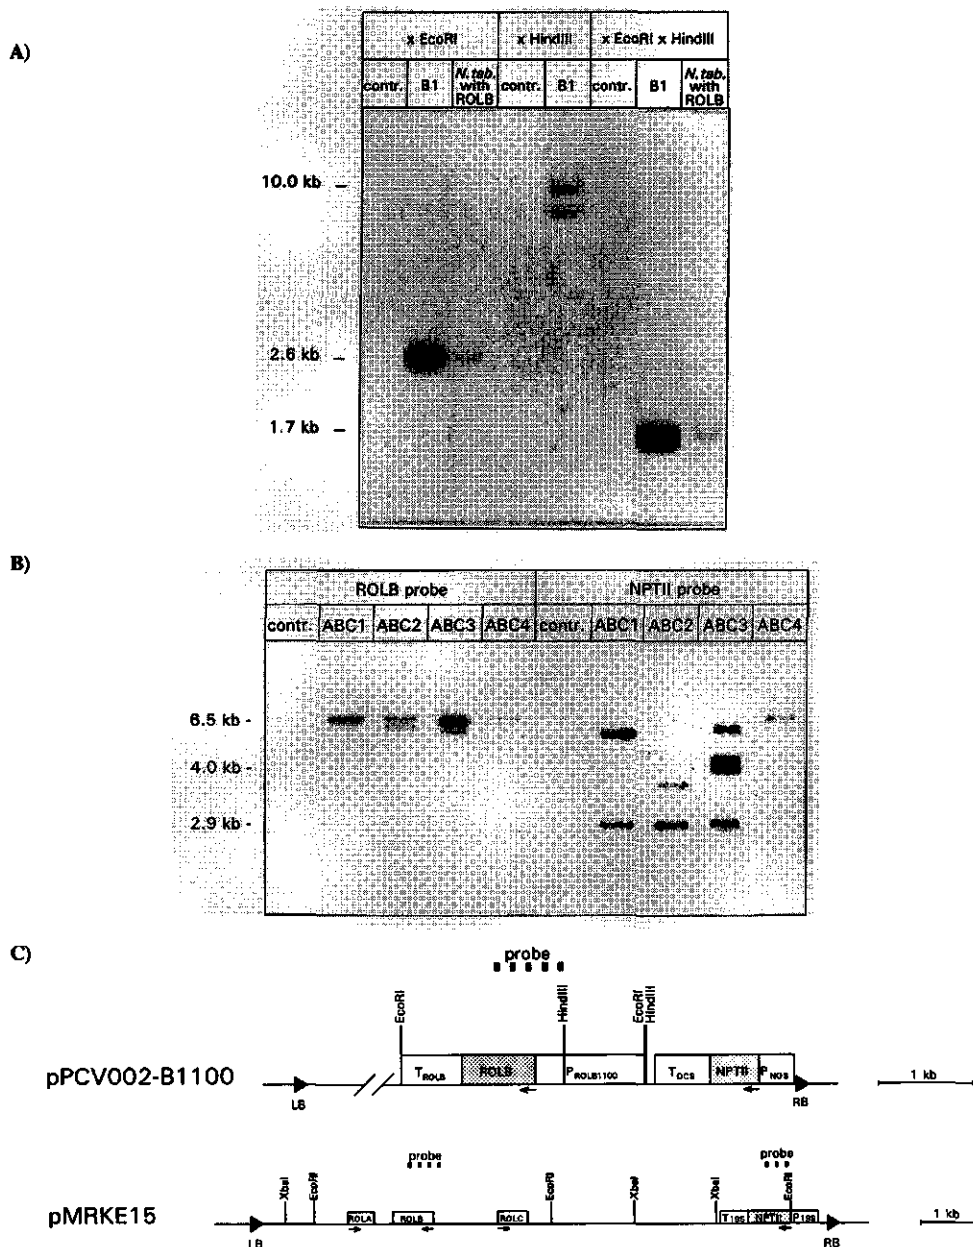 A)
x EcoRI x HindIII x EcoRI x HindIII
contr. B1 N. tab. with ROLB contr. B1 contr. B1 N. tab. with ROLB
10.0 kb –
2.6 kb –
1.7 kb –
B)
ROLB probe NPTII probe
contr. ABC1 ABC2 ABC3 ABC4 contr. ABC1 ABC2 ABC3 ABC4
6.5 kb -
4.0 kb -
2.9 kb -
C)
probe
EcoRI HindIII EcoRI HindIII
pPCV002-B1100
TROLB ROLB PROLB1100 TOCS NPTII PNOS
LB RB
1 kb
probe probe
XbaI EcoRI EcoRI XbaI XbaI EcoRI
pMRKE15
ROLA ROLB ROLC T19S NPTII P19S
LB RB
1 kb